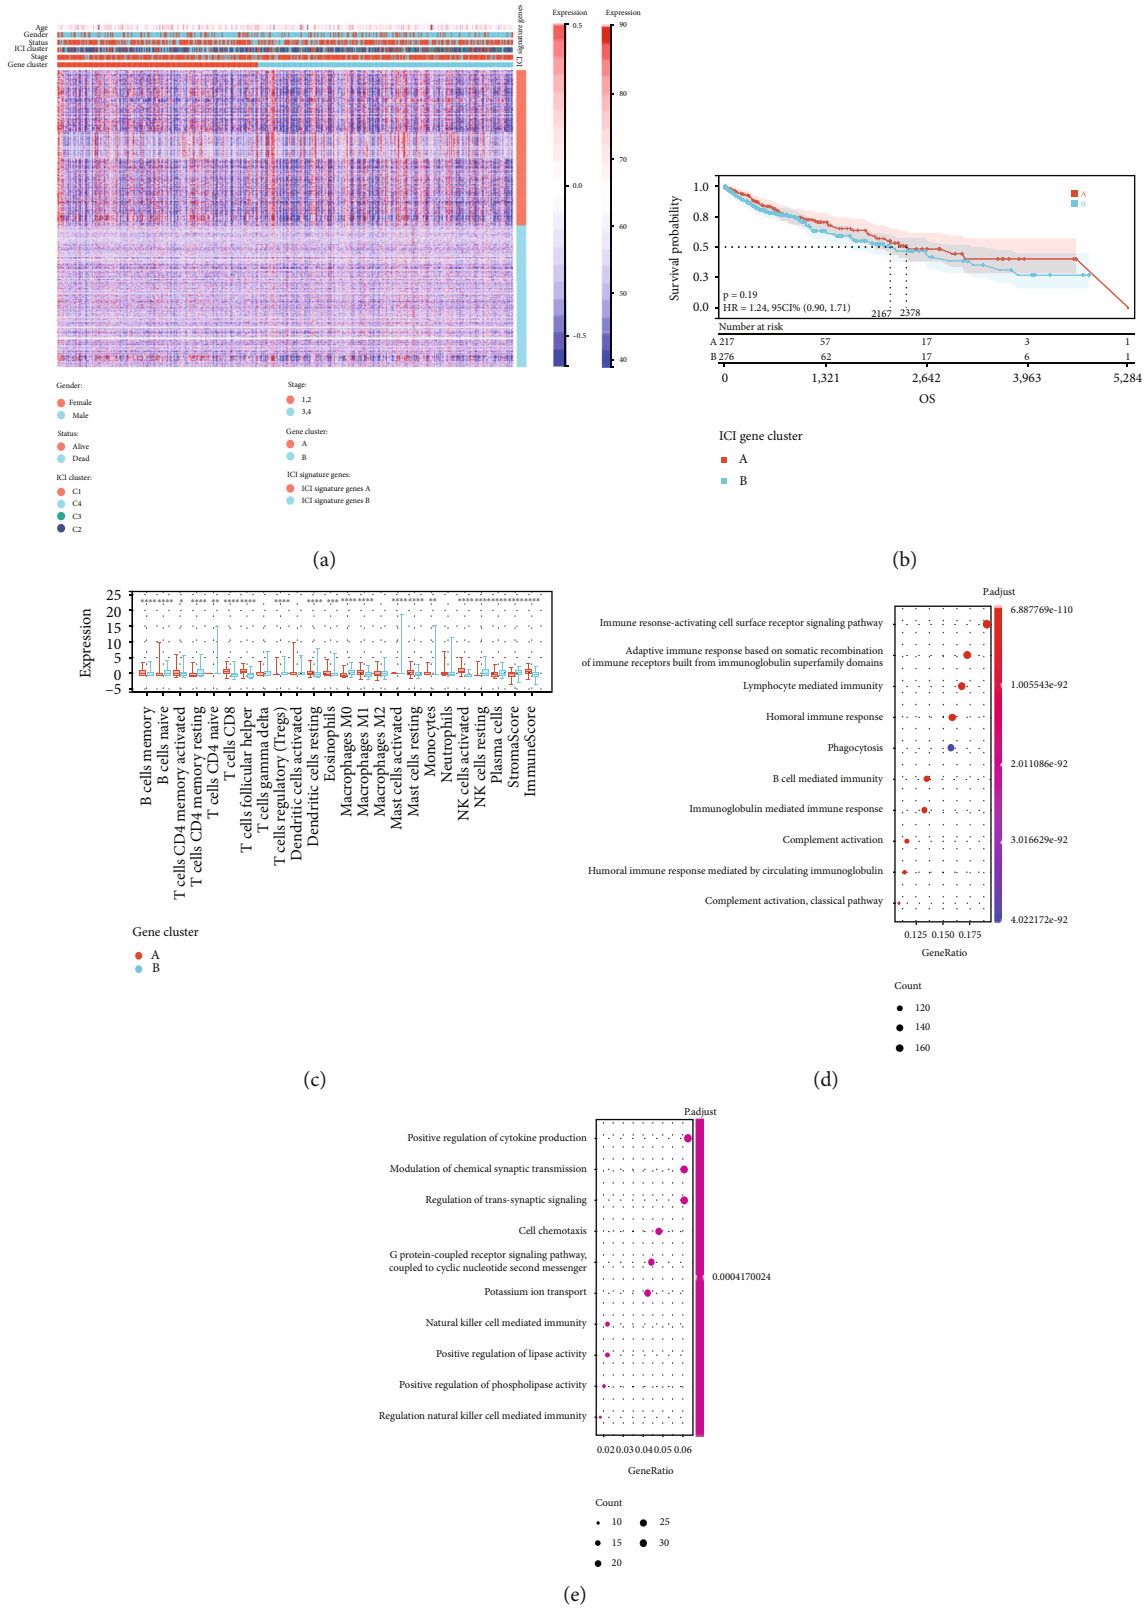 Age
Gender
Status
ICI cluster
Stage
Gene cluster
ICI signature genes
Expression
0.5
0.0
−0.5
Expression
90
80
70
60
50
40
Gender:
Female
Male
Status:
Alive
Dead
ICI cluster:
C1
C4
C3
C2
Stage:
1,2
3,4
Gene cluster:
A
B
ICI signature genes:
ICI signature genes A
ICI signature genes B
(a)
Survival probability
1.0
0.8
0.5
0.3
0.0
A
B
p = 0.19
HR = 1.24, 95CI% (0.90, 1.71)
2167
2378
Number at risk
A 217 57 17 3 1
B 276 62 17 6 1
0 1,321 2,642 3,963 5,284
OS
ICI gene cluster
A
B
(b)
Expression
25
20
15
10
5
0
−5
B cells memory
B cells naive
T cells CD4 memory activated
T cells CD4 memory resting
T cells CD4 naive
T cells CD8
T cells follicular helper
T cells gamma delta
T cells regulatory (Tregs)
Dendritic cells activated
Dendritic cells resting
Eosinophils
Macrophages M0
Macrophages M1
Macrophages M2
Mast cells activated
Mast cells resting
Monocytes
Neutrophils
NK cells activated
NK cells resting
Plasma cells
StromaScore
ImmuneScore
Gene cluster
A
B
(c)
P.adjust
Immune resonse-activating cell surface receptor signaling pathway
Adaptive immune response based on somatic recombination
of immune receptors built from immunoglobulin superfamily domains
Lymphocyte mediated immunity
Homoral immune response
Phagocytosis
B cell mediated immunity
Immunoglobulin mediated immune response
Complement activation
Humoral immune response mediated by circulating immunoglobulin
Complement activation, classical pathway
6.887769e-110
1.005543e-92
2.011086e-92
3.016629e-92
4.022172e-92
0.125 0.150 0.175
GeneRatio
Count
120
140
160
(d)
P.adjust
Positive regulation of cytokine production
Modulation of chemical synaptic transmission
Regulation of trans-synaptic signaling
Cell chemotaxis
G protein-coupled receptor signaling pathway,
coupled to cyclic nucleotide second messenger
Potassium ion transport
Natural killer cell mediated immunity
Positive regulation of lipase activity
Positive regulation of phospholipase activity
Regulation natural killer cell mediated immunity
0.0004170024
0.02 0.03 0.04 0.05 0.06
GeneRatio
Count
10 25
15 30
20
(e)